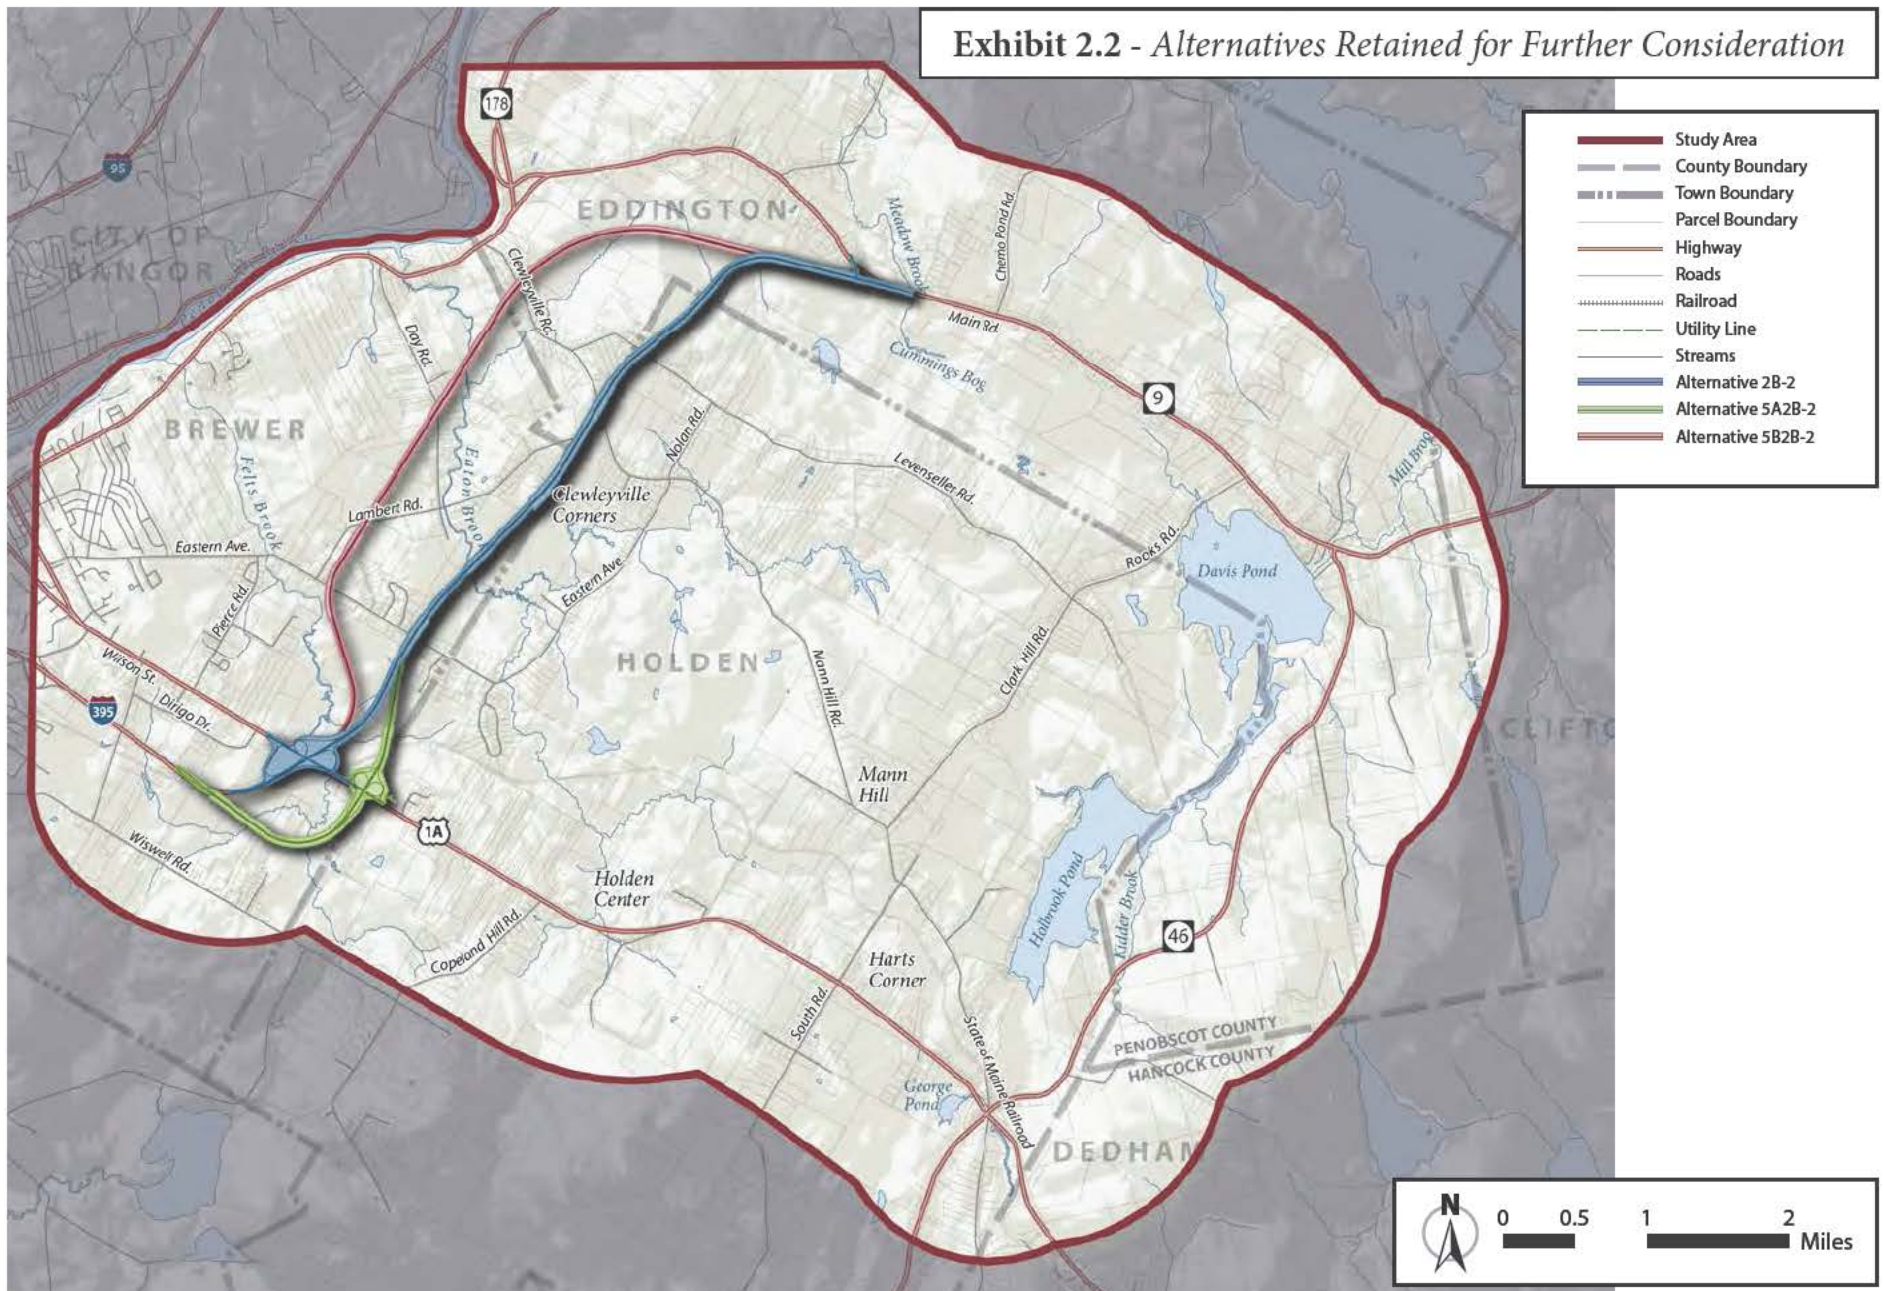 Exhibit 2.2 - Alternatives Retained for Further Consideration
178
95
Study Area
County Boundary
Town Boundary
Parcel Boundary
Highway
Roads
Railroad
Utility Line
Streams
Alternative 2B-2
Alternative 5A2B-2
Alternative 5B2B-2
EDDINGTON
CITY OF
BANGOR
Meadow Brook
Chemo Pond Rd.
Clewleyville Rd.
Day Rd.
Main Rd.
Cummings Bog
9
BREWER
Felts Brook
Eaton Broo
Nolan Rd.
Levenseller Rd.
Mill Broo
Clewleyville
Corners
Lambert Rd.
Eastern Ave.
Eastern Ave
Rooks Rd.
Davis Pond
Pierce Rd.
HOLDEN
Clark Hill Rd.
Mann Hill Rd.
Wilson St.
Dirigo Dr.
395
CLIFTO
Mann
Hill
1A
Wiswell Rd.
Holden
Center
Holbrook Pond
Kidder Brook
46
Copeland Hill Rd.
Harts
Corner
South Rd.
State of Maine Railroad
PENOBSCOT COUNTY
HANCOCK COUNTY
George
Pond
DEDHAM
N
0 0.5 1 2
Miles